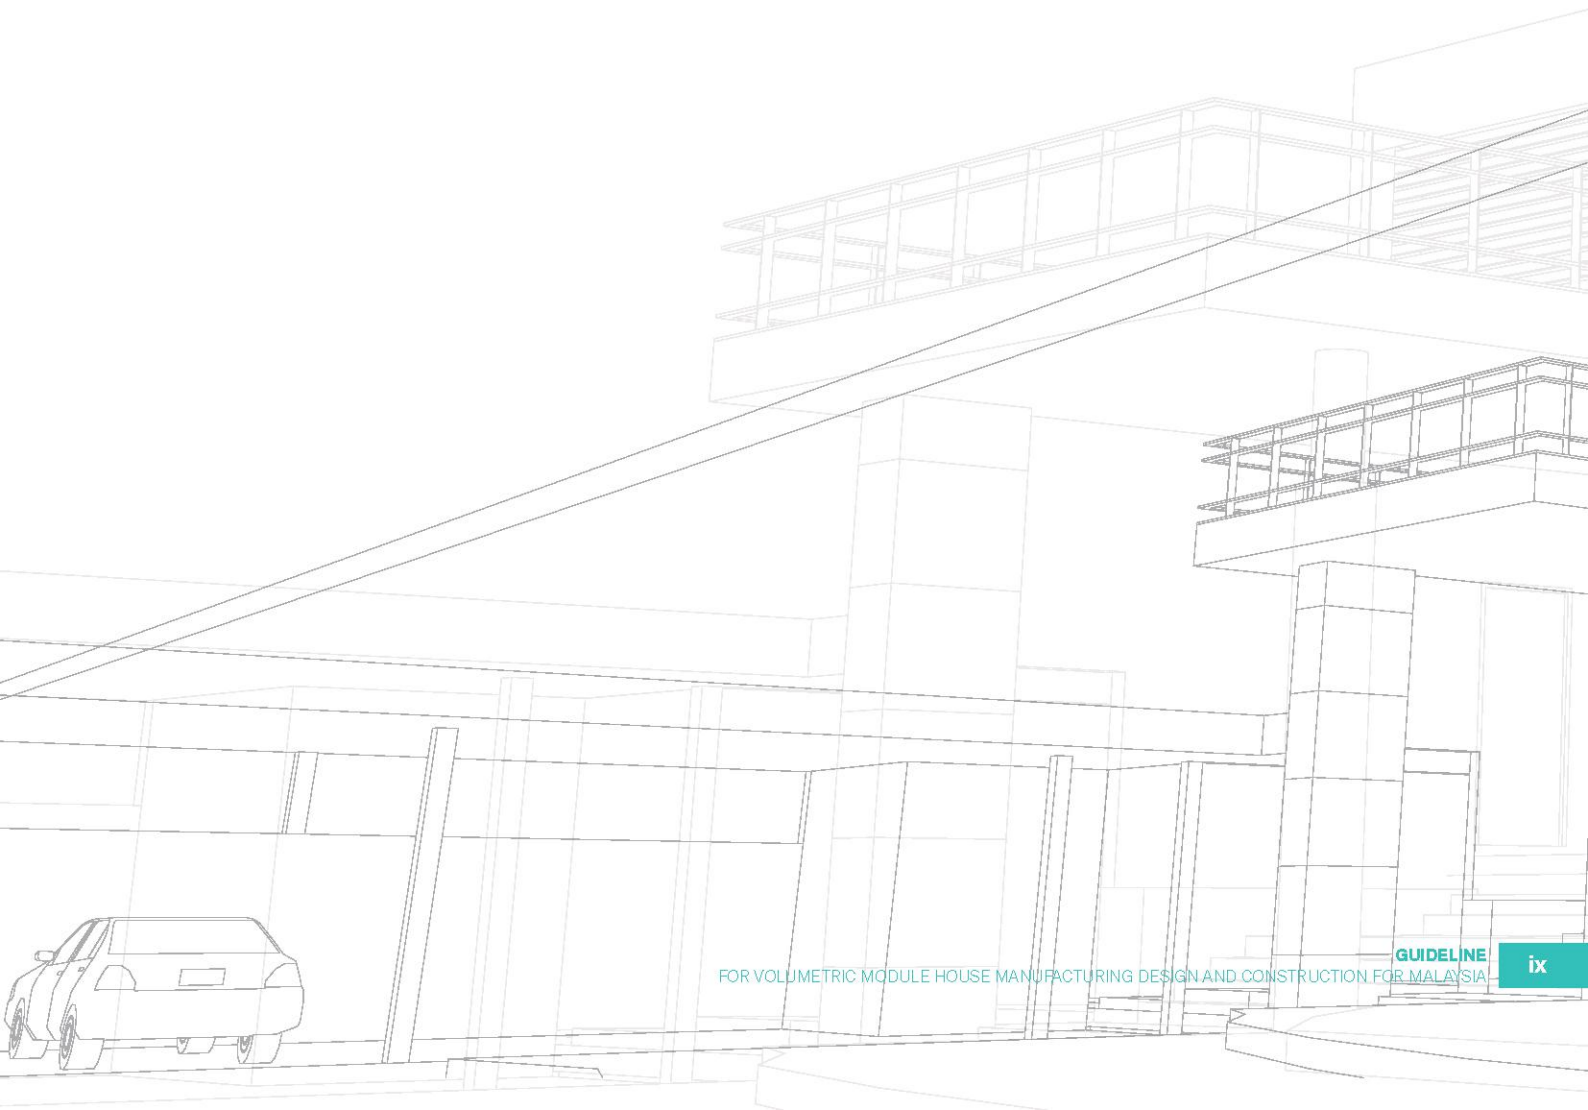 GUIDELINE
FOR VOLUMETRIC MODULE HOUSE MANUFACTURING DESIGN AND CONSTRUCTION FOR MALAYSIA
ix